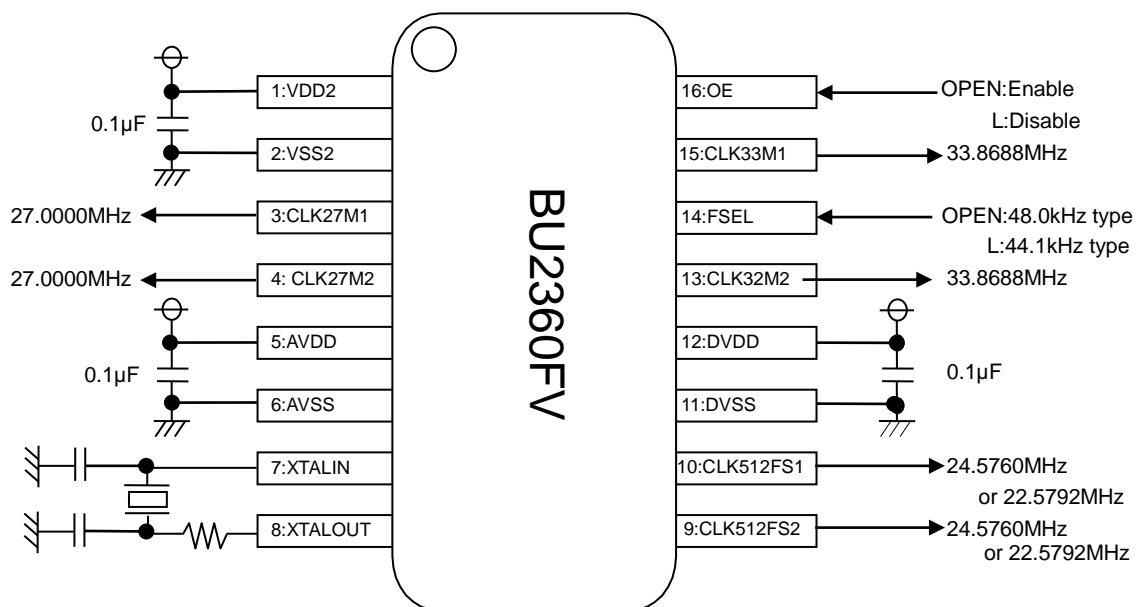 1:VDD2
0.1µF
2:VSS2
27.0000MHz
3:CLK27M1
27.0000MHz
4: CLK27M2
5:AVDD
0.1µF
6:AVSS
7:XTALIN
8:XTALOUT
BU2360FV
16:OE
OPEN:Enable
L:Disable
15:CLK33M1
33.8688MHz
14:FSEL
OPEN:48.0kHz type
L:44.1kHz type
13:CLK32M2
33.8688MHz
12:DVDD
0.1µF
11:DVSS
10:CLK512FS1
24.5760MHz
or 22.5792MHz
9:CLK512FS2
24.5760MHz
or 22.5792MHz